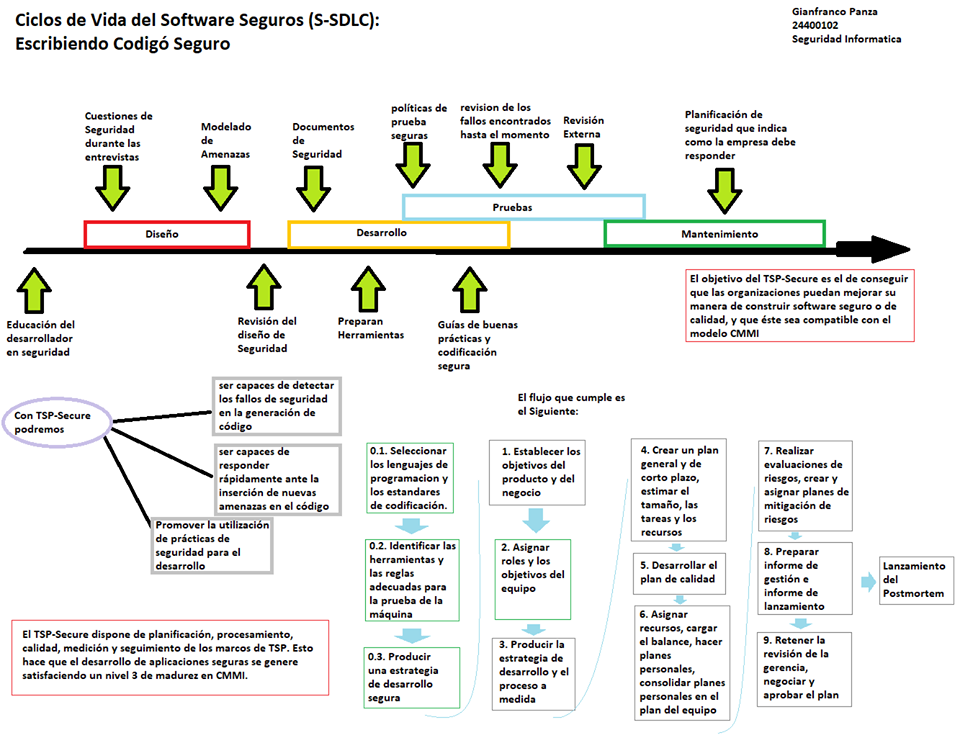 Ciclos de Vida del Software Seguros (S-SDLC):
Escribiendo Codigó Seguro
Gianfranco Panza
24400102
Seguridad Informatica
Cuestiones de
Seguridad
durante las
entrevistas
Modelado
de
Amenazas
Documentos
de
Seguridad
políticas de
prueba
seguras
revision de los
fallos encontrados
hasta el momento
Revisión
Externa
Planificación de
seguridad que indica
como la empresa debe
responder
Pruebas
Diseño
Desarrollo
Mantenimiento
Educación del
desarrollador
en seguridad
Revisión del
diseño de
Seguridad
Preparan
Herramientas
Guías de buenas
prácticas y
codificación
segura
El objetivo del TSP-Secure es el de conseguir
que las organizaciones puedan mejorar su
manera de construir software seguro o de
calidad, y que éste sea compatible con el
modelo CMMI
Con TSP-Secure
podremos
ser capaces de detectar
los fallos de seguridad
en la generación de
código
ser capaces de
responder
rápidamente ante la
inserción de nuevas
amenazas en el código
Promover la utilización
de prácticas de
seguridad para el
desarrollo
El TSP-Secure dispone de planificación, procesamiento,
calidad, medición y seguimiento de los marcos de TSP. Esto
hace que el desarrollo de aplicaciones seguras se genere
satisfaciendo un nivel 3 de madurez en CMMI.
El flujo que cumple es
el Siguiente:
0.1. Seleccionar
los lenguajes de
programacion y
los estandares
de codificación.
0.2. Identificar las
herramientas y
las reglas
adecuadas para
la prueba de la
máquina
0.3. Producir
una estrategia
de desarrollo
segura
1. Establecer los
objetivos del
producto y del
negocio
2. Asignar
roles y los
objetivos del
equipo
3. Producir la
estrategia de
desarrollo y el
proceso a
medida
4. Crear un plan
general y de
corto plazo,
estimar el
tamaño, las
tareas y los
recursos
5. Desarrollar el
plan de calidad
6. Asignar
recursos, cargar
el balance, hacer
planes
personales,
consolidar planes
personales en el
plan del equipo
7. Realizar
evaluaciones de
riesgos, crear y
asignar planes de
mitigación de
riesgos
8. Preparar
informe de
gestión e
informe de
lanzamiento
9. Retener la
revisión de la
gerencia,
negociar y
aprobar el plan
Lanzamiento
del
Postmortem